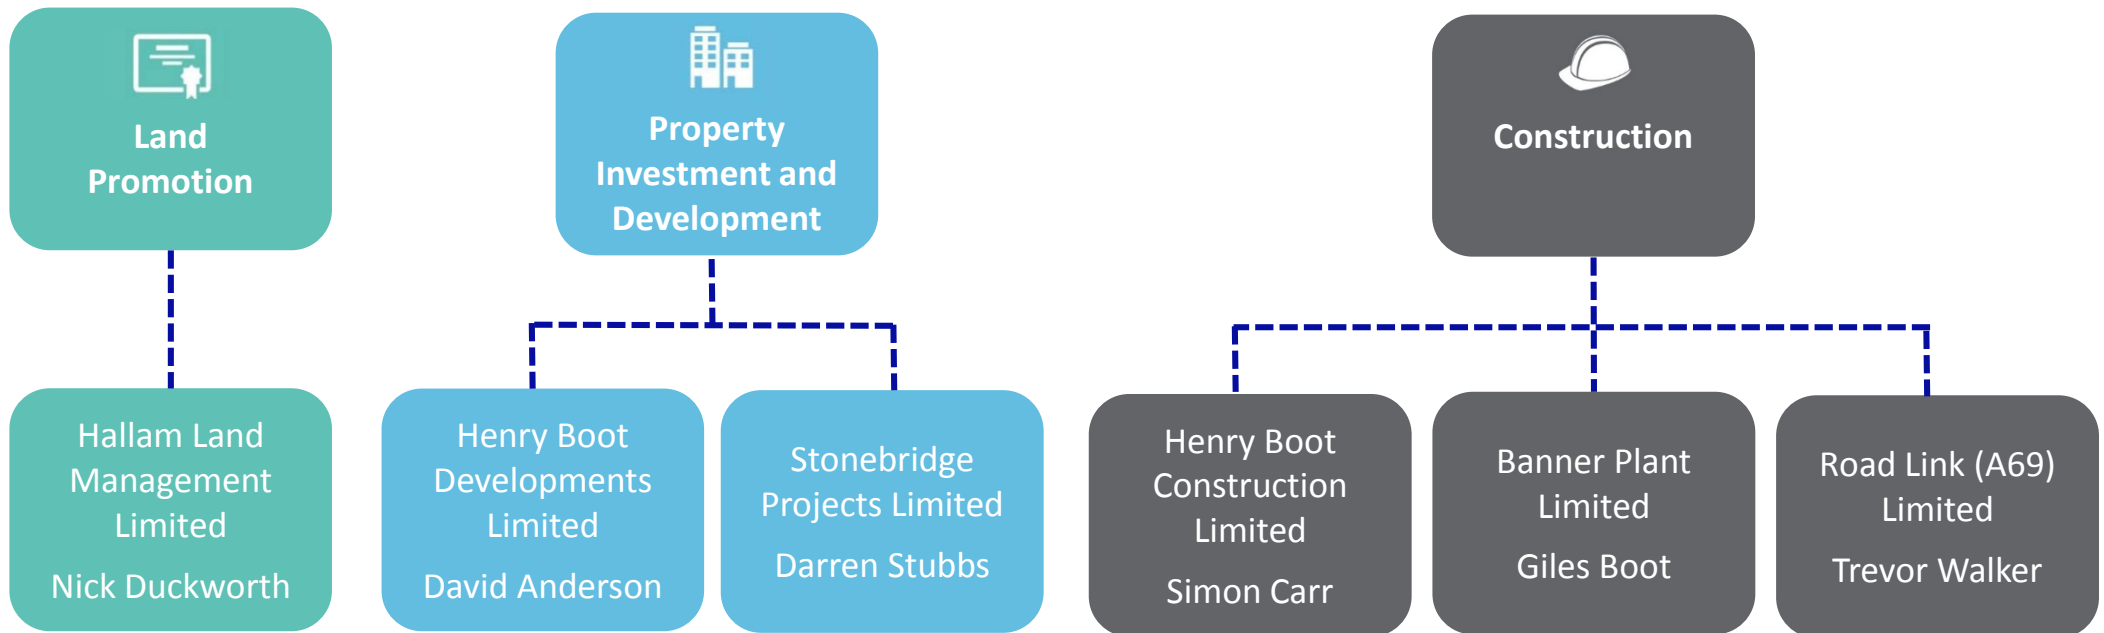 Land
Promotion
Property
Investment and
Development
Construction
Hallam Land
Management
Limited
Nick Duckworth
Henry Boot
Developments
Limited
David Anderson
Stonebridge
Projects Limited
Darren Stubbs
Henry Boot
Construction
Limited
Simon Carr
Banner Plant
Limited
Giles Boot
Road Link (A69)
Limited
Trevor Walker